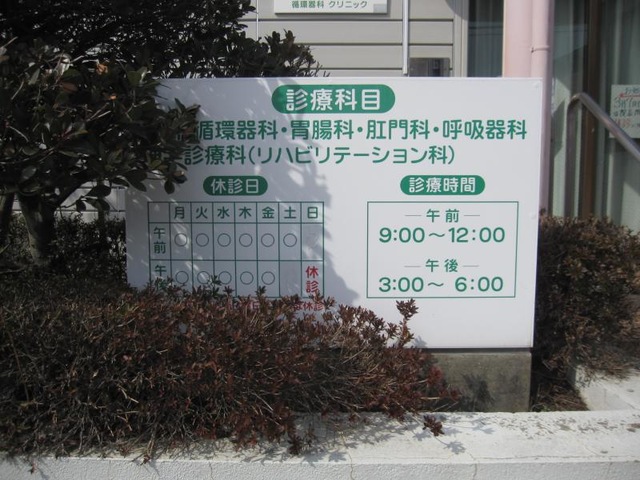 循環器科 クリニック
診療科目
循環器科・胃腸科・肛門科・呼吸器科
診療科(リハビリテーション科)
休診日
月 火 水 木 金 土 日
午前 ○ ○ ○ ○ ○ ○
午 ○ ○ ○ ○ ○ 休診
診療時間
午前
9:00～12:00
午後
3:00～ 6:00